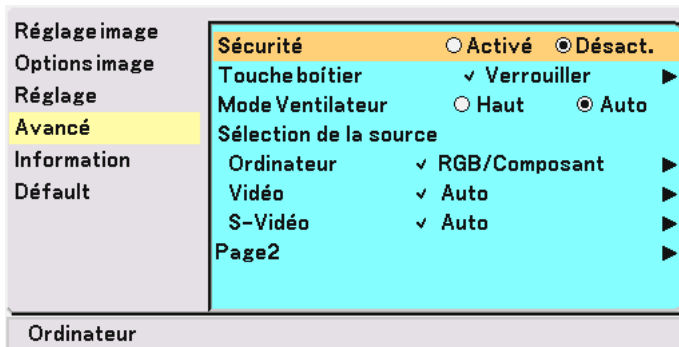 Réglage image
Options image
Réglage
Avancé
Information
Défault
Sécurité Activé Désact.
Touche boîtier Verrouiller
Mode Ventilateur Haut Auto
Sélection de la source
Ordinateur RGB/Composant
Vidéo Auto
S-Vidéo Auto
Page2
Ordinateur